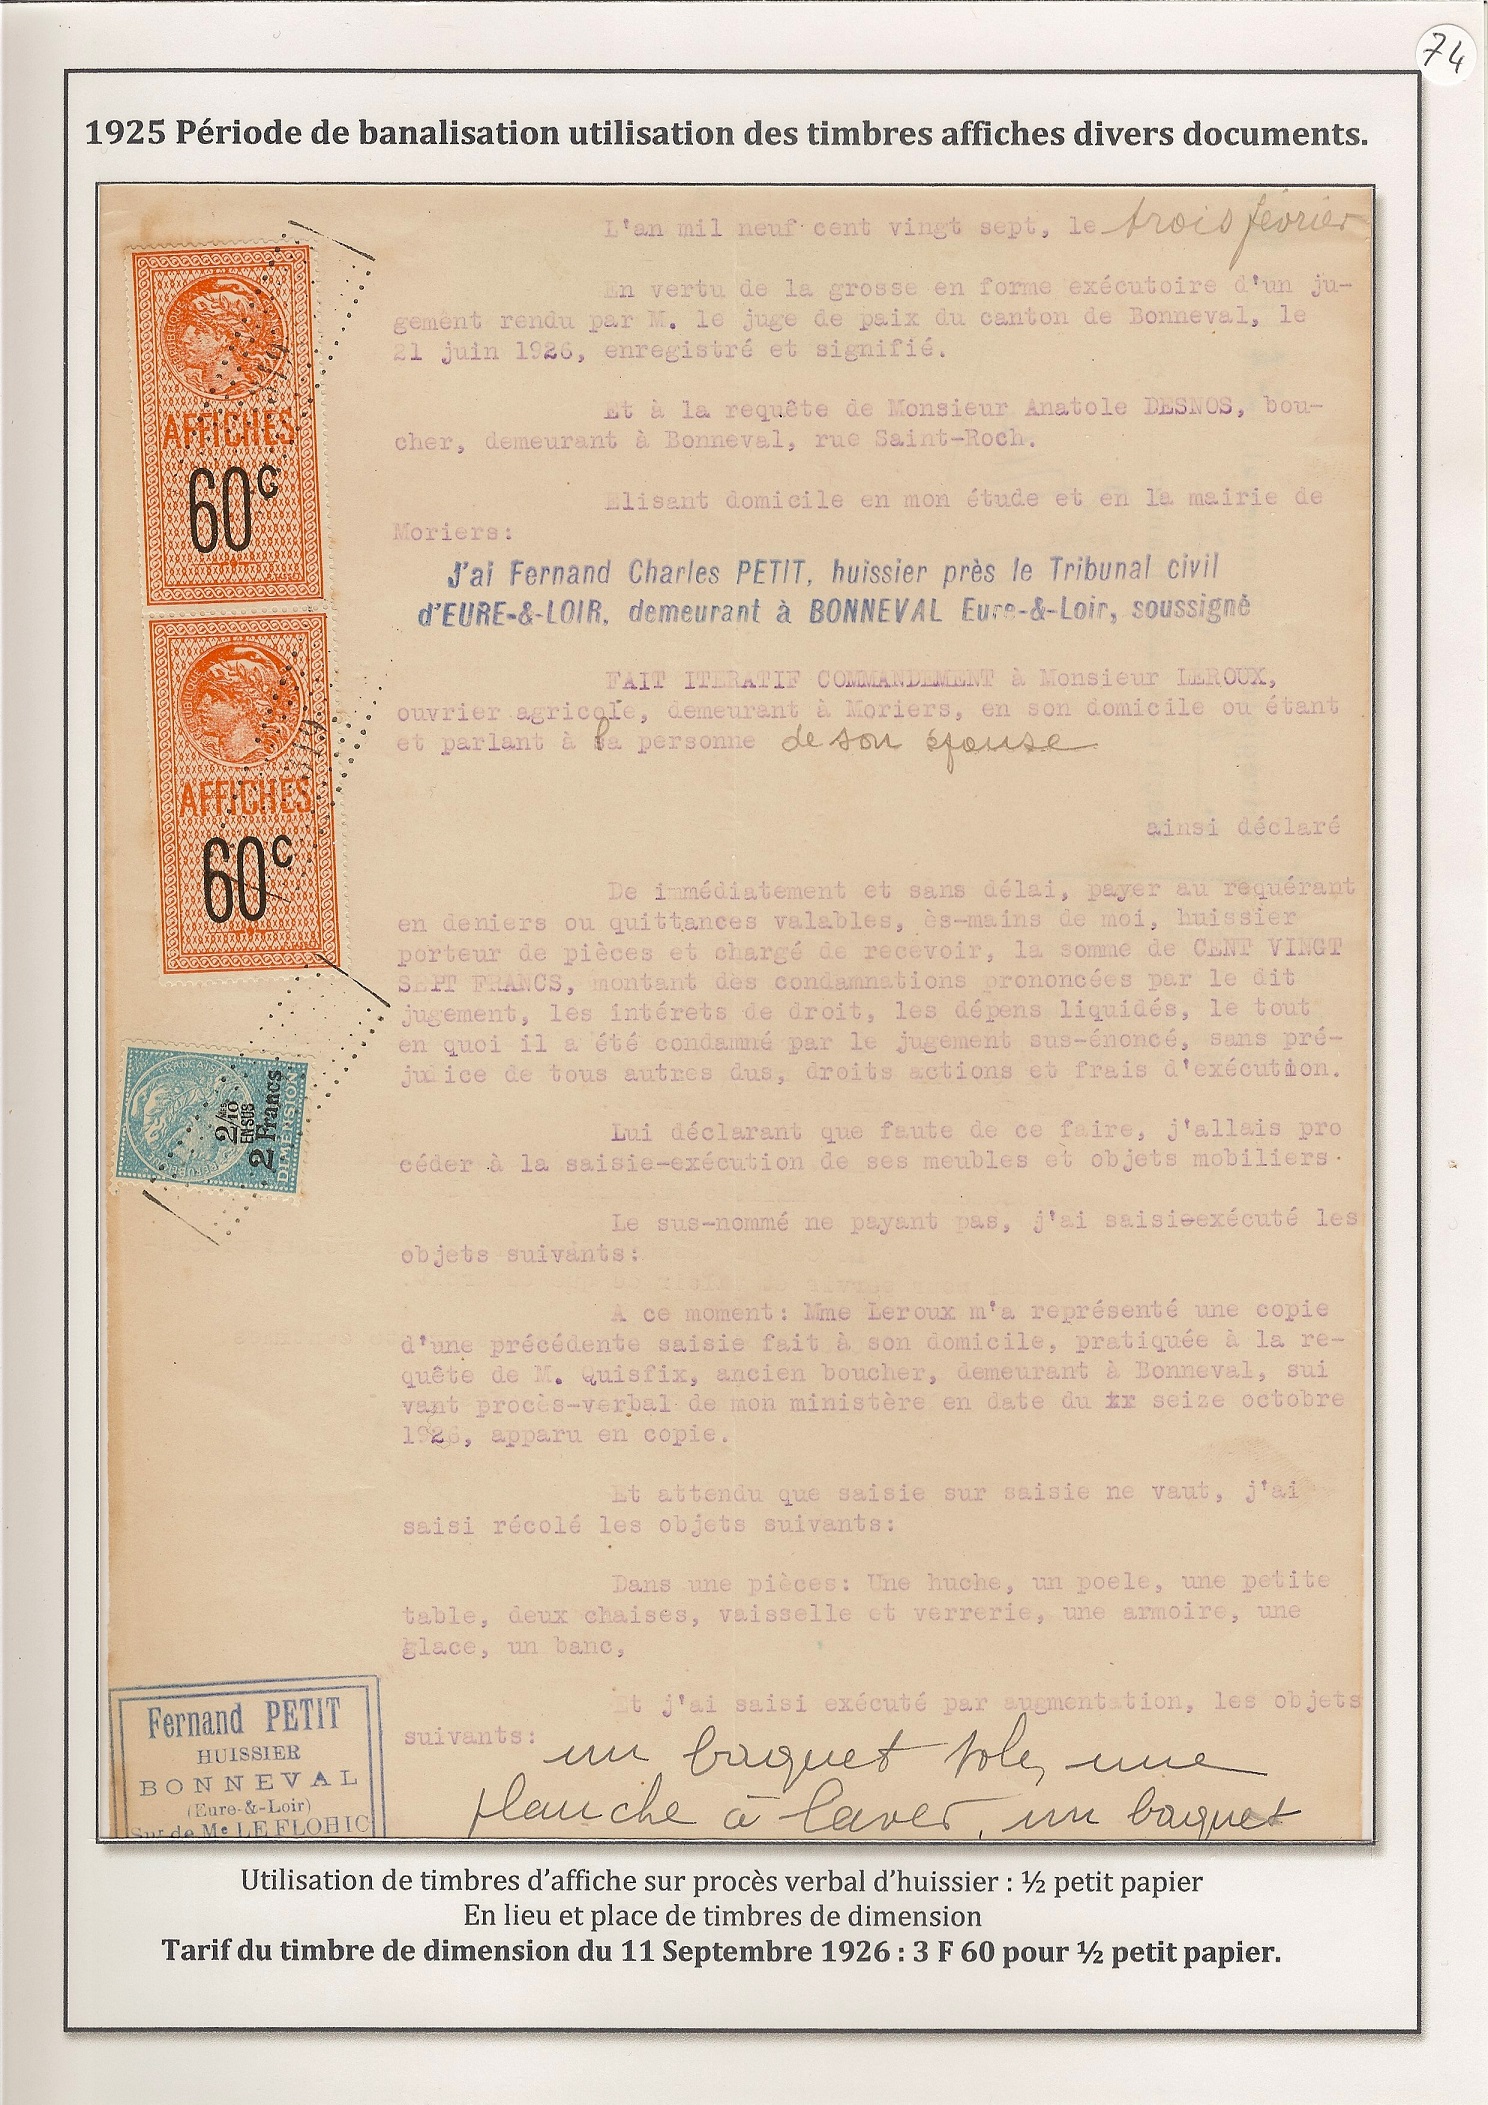 74
1925 Période de banalisation utilisation des timbres affiches divers documents.
L'an mil neuf cent vingt sept, le trois février
En vertu de la grosse en forme exécutoire d'un ju-
gement rendu par M. le juge de paix du canton de Bonneval, le
21 juin 1926, enregistré et signifié.
Et à la requête de Monsieur Anatole DESNOS, bou-
cher, demeurant à Bonneval, rue Saint-Roch.
Elisant domicile en mon étude et en la mairie de
Moriers:
J'ai Fernand Charles PETIT, huissier près le Tribunal civil
d'EURE-&-LOIR, demeurant à BONNEVAL Eure-&-Loir, soussigné
FAIT ITERATIF COMMANDEMENT à Monsieur LEROUX,
ouvrier agricole, demeurant à Moriers, en son domicile ou étant
et parlant à la personne de son épouse
ainsi déclaré
De immédiatement et sans délai, payer au requérant
en deniers ou quittances valables, ès-mains de moi, huissier
porteur de pièces et chargé de recevoir, la somme de CENT VINGT
SEPT FRANCS, montant des condamnations prononcées par le dit
jugement, les intérets de droit, les dépens liquidés, le tout
en quoi il a été condamné par le jugement sus-énoncé, sans pré-
judice de tous autres dus, droits actions et frais d'exécution.
Lui déclarant que faute de ce faire, j'allais pro
céder à la saisie-exécution de ses meubles et objets mobiliers.
Le sus-nommé ne payant pas, j'ai saisi-exécuté les
objets suivants:
A ce moment: Mme Leroux m'a représenté une copie
d'une précédente saisie fait à son domicile, pratiquée à la re-
quête de M. Quisfix, ancien boucher, demeurant à Bonneval, sui
vant procès-verbal de mon ministère en date du seize octobre
1926, apparu en copie.
Et attendu que saisie sur saisie ne vaut, j'ai
saisi récolé les objets suivants:
Dans une pièces: Une huche, un poele, une petite
table, deux chaises, vaisselle et verrerie, une armoire, une
glace, un banc,
Et j'ai saisi exécuté par augmentation, les objets
suivants: un baquet tole, une
planche à laver, un baquet
AFFICHES
60c
AFFICHES
60c
2/10 EN SUS
2 Francs
DIMENSION
Fernand PETIT
HUISSIER
BONNEVAL
(Eure-&-Loir)
Sur de Me LE FLOHIC
Utilisation de timbres d'affiche sur procès verbal d'huissier : ½ petit papier
En lieu et place de timbres de dimension
Tarif du timbre de dimension du 11 Septembre 1926 : 3 F 60 pour ½ petit papier.